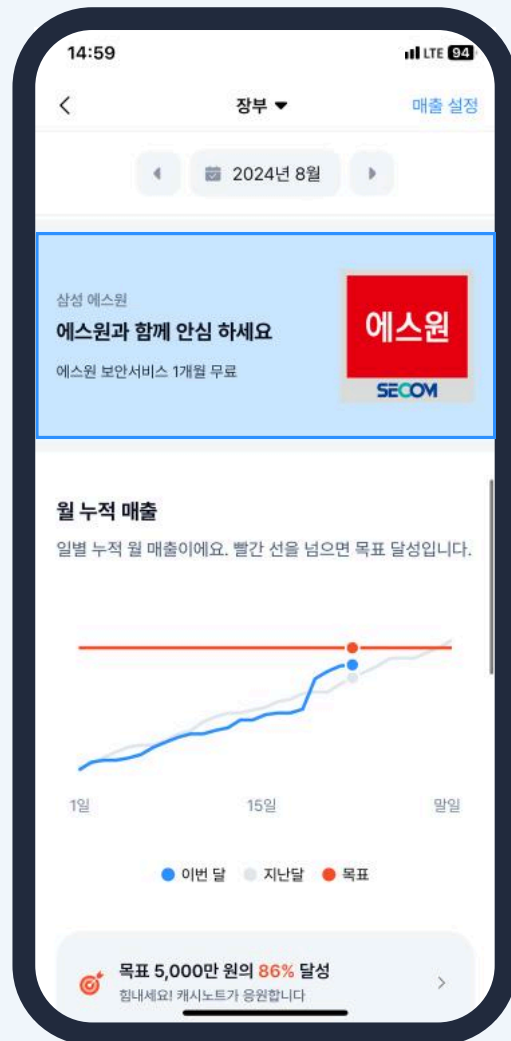 14:59
LTE 94
장부
매출 설정
2024년 8월
삼성 에스원
에스원과 함께 안심 하세요
에스원 보안서비스 1개월 무료
에스원
SECOM
월 누적 매출
일별 누적 월 매출이에요. 빨간 선을 넘으면 목표 달성입니다.
1일 15일 말일
이번 달 지난달 목표
목표 5,000만 원의 86% 달성
힘내세요! 캐시노트가 응원합니다